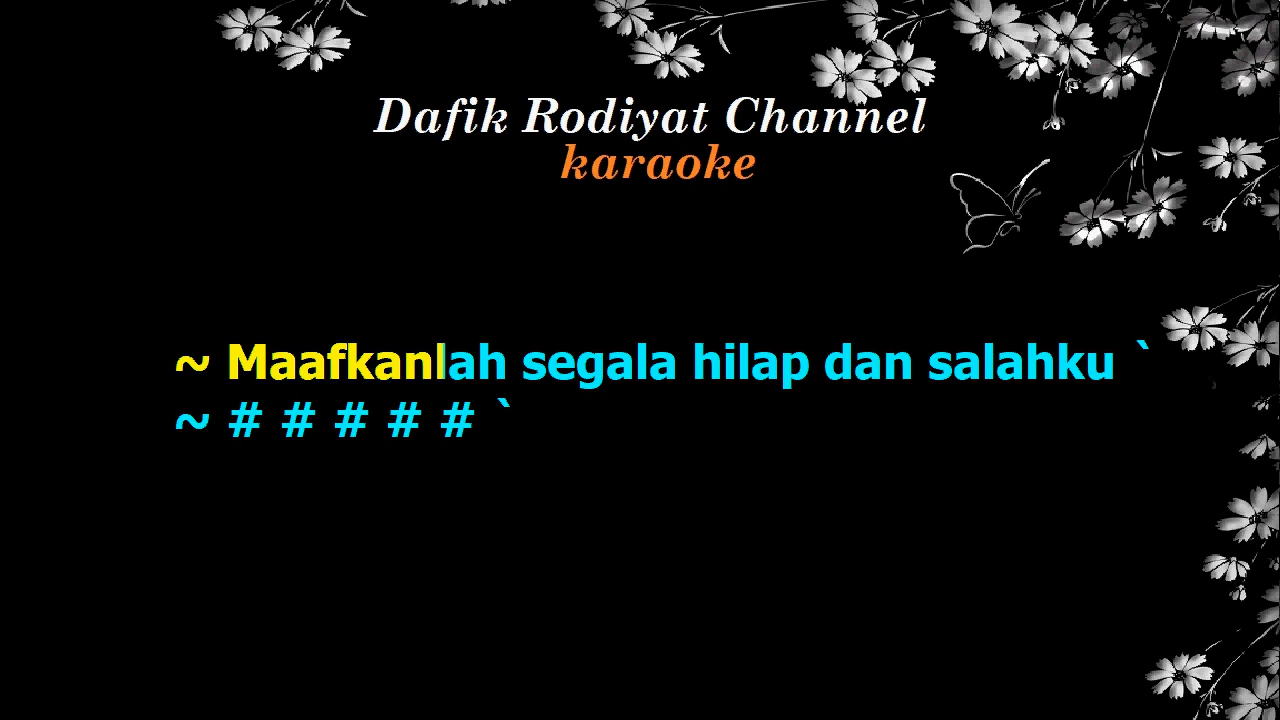 Dafik Rodiyat Channel
karaoke
~ Maafkanlah segala hilap dan salahku `
~ # # # # # `